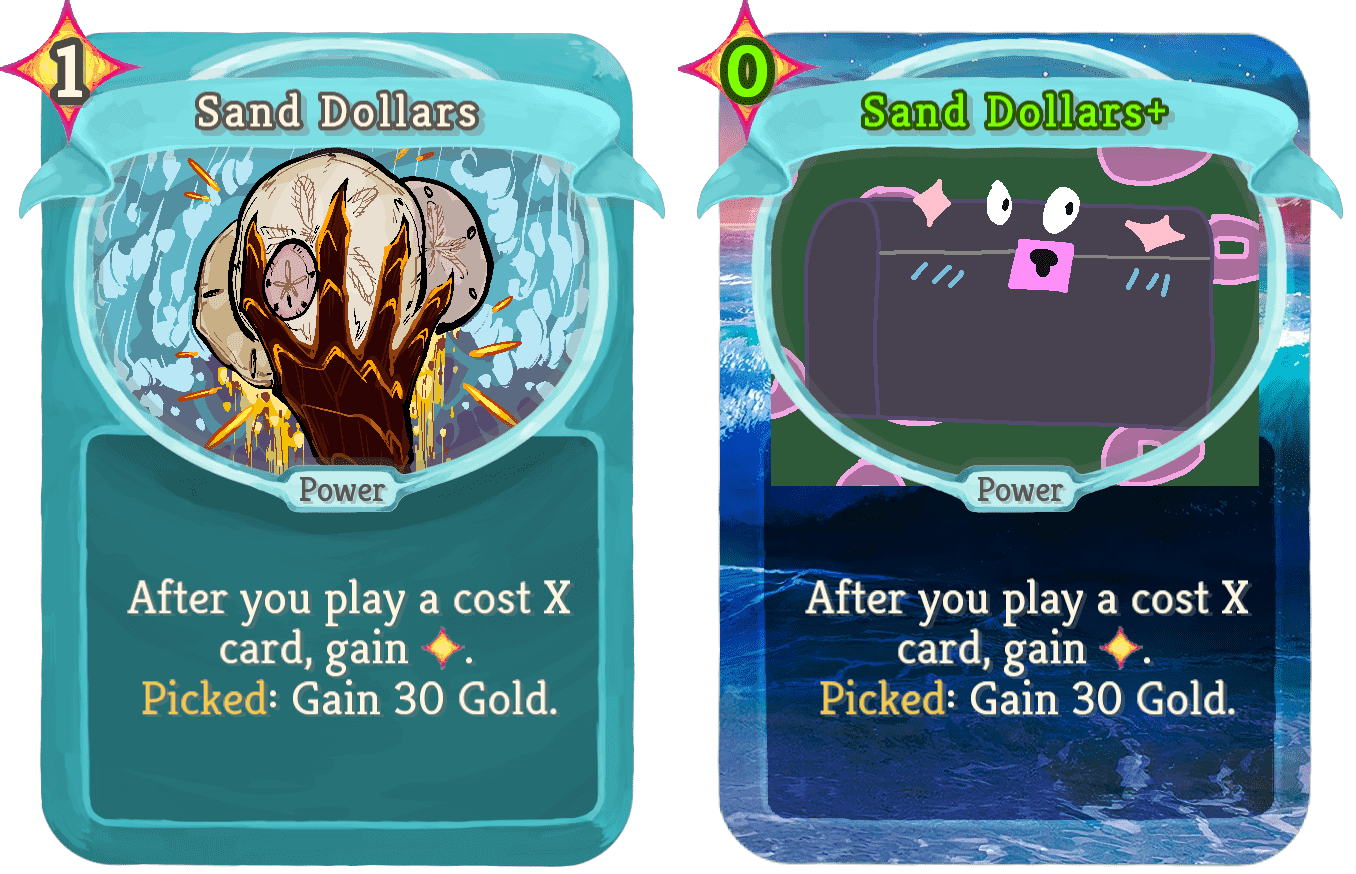 1
Sand Dollars
Power
After you play a cost X
card, gain .
Picked: Gain 30 Gold.
0
Sand Dollars+
Power
After you play a cost X
card, gain .
Picked: Gain 30 Gold.